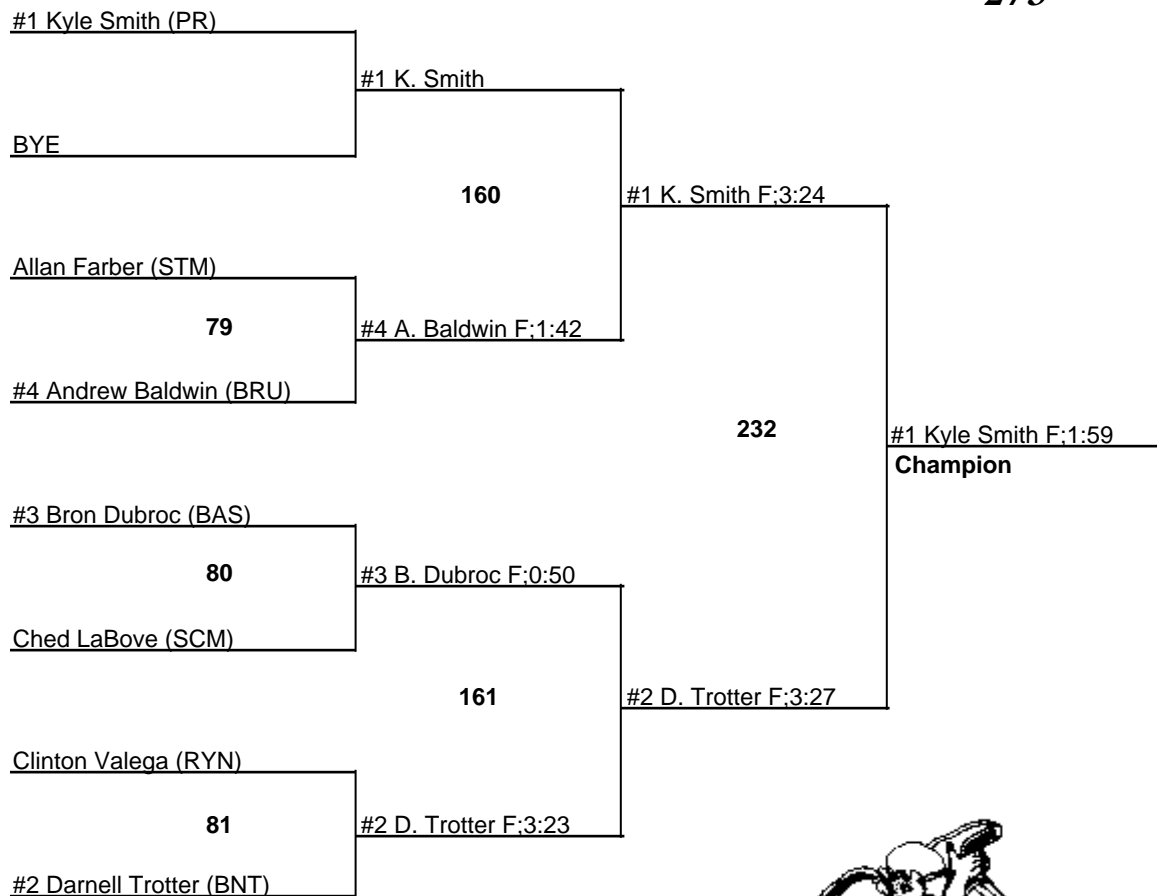 #1 Kyle Smith (PR)
#1 K. Smith
BYE
160
#1 K. Smith F;3:24
Allan Farber (STM)
79
#4 A. Baldwin F;1:42
#4 Andrew Baldwin (BRU)
232
#1 Kyle Smith F;1:59
Champion
#3 Bron Dubroc (BAS)
80
#3 B. Dubroc F;0:50
Ched LaBove (SCM)
161
#2 D. Trotter F;3:27
Clinton Valega (RYN)
81
#2 D. Trotter F;3:23
#2 Darnell Trotter (BNT)